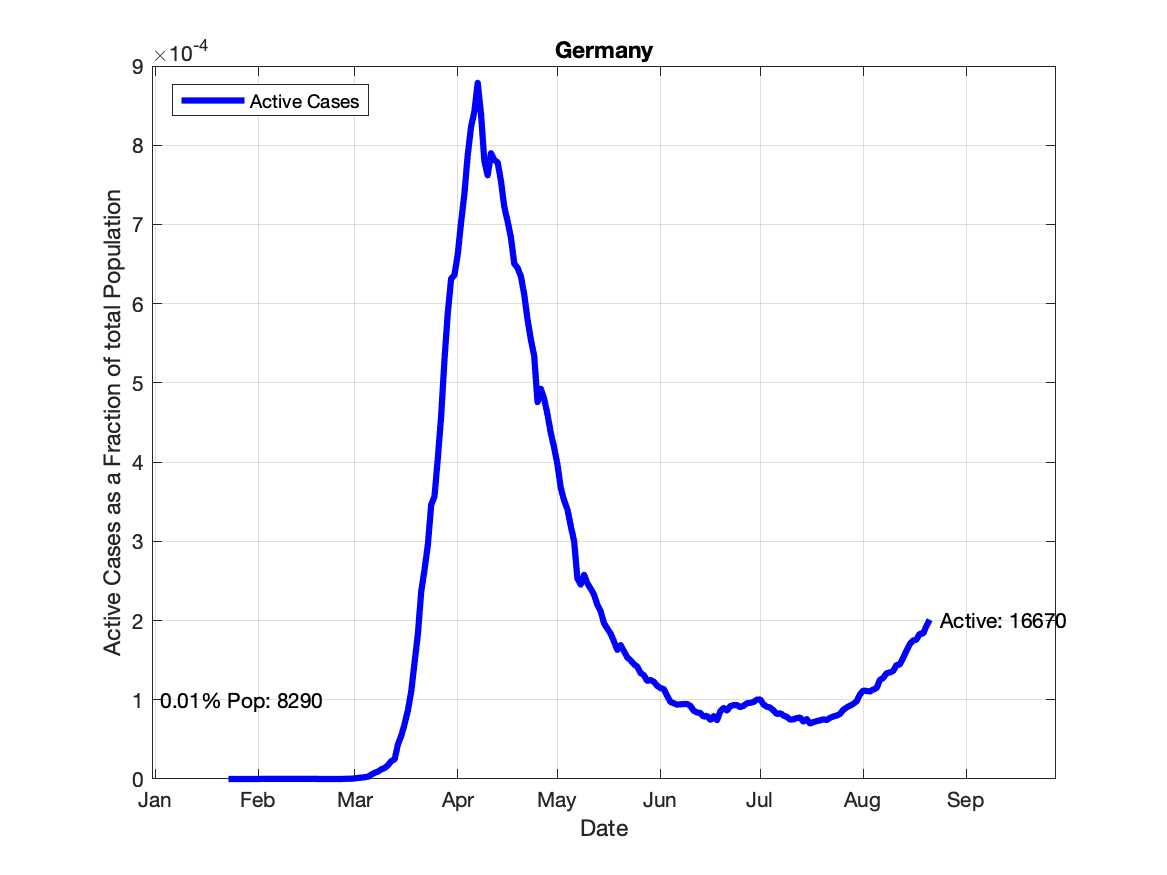 Germany
×10-4
Active Cases
9
8
7
6
5
4
3
2
1
0
Active Cases as a Fraction of total Population
Active: 16670
0.01% Pop: 8290
Jan Feb Mar Apr May Jun Jul Aug Sep
Date